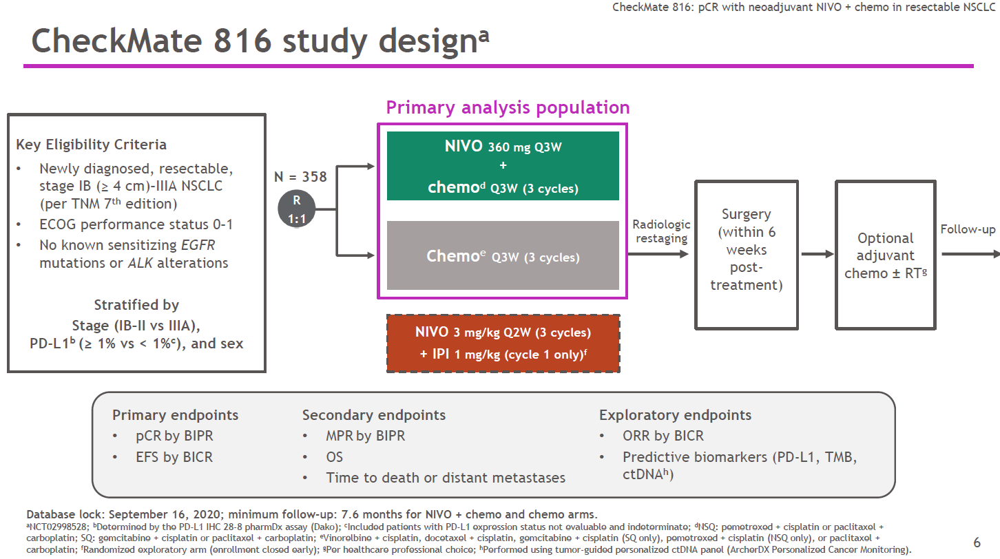 CheckMate 816: pCR with neoadjuvant NIVO + chemo in resectable NSCLC
CheckMate 816 study designᵃ
Key Eligibility Criteria
• Newly diagnosed, resectable,
stage IB (≥ 4 cm)–IIIA NSCLC
(per TNM 7ᵗʰ edition)
• ECOG performance status 0–1
• No known sensitizing EGFR
mutations or ALK alterations
Stratified by
Stage (IB–II vs IIIA),
PD-L1ᵇ (≥ 1% vs < 1%ᶜ), and sex
N = 358
R
1:1
Primary analysis population
NIVO 360 mg Q3W
+
chemoᵈ Q3W (3 cycles)
Chemoᵉ Q3W (3 cycles)
NIVO 3 mg/kg Q2W (3 cycles)
+ IPI 1 mg/kg (cycle 1 only)ᶠ
Radiologic
restaging
Surgery
(within 6
weeks
post-
treatment)
Optional
adjuvant
chemo ± RTᵍ
Follow-up
Primary endpoints
• pCR by BIPR
• EFS by BICR
Secondary endpoints
• MPR by BIPR
• OS
• Time to death or distant metastases
Exploratory endpoints
• ORR by BICR
• Predictive biomarkers (PD-L1, TMB,
ctDNAʰ)
Database lock: September 16, 2020; minimum follow-up: 7.6 months for NIVO + chemo and chemo arms.
ᵃNCT02998528; ᵇDetermined by the PD-L1 IHC 28-8 pharmDx assay (Dako); ᶜIncluded patients with PD-L1 expression status not evaluable and indeterminate; ᵈNSQ: pemetrexed + cisplatin or paclitaxel +
carboplatin; SQ: gemcitabine + cisplatin or paclitaxel + carboplatin; ᵉVinorelbine + cisplatin, docetaxel + cisplatin, gemcitabine + cisplatin (SQ only), pemetrexed + cisplatin (NSQ only), or paclitaxel +
carboplatin; ᶠRandomized exploratory arm (enrollment closed early); ᵍPer healthcare professional choice; ʰPerformed using tumor-guided personalized ctDNA panel (ArcherDX Personalized Cancer Monitoring).
6